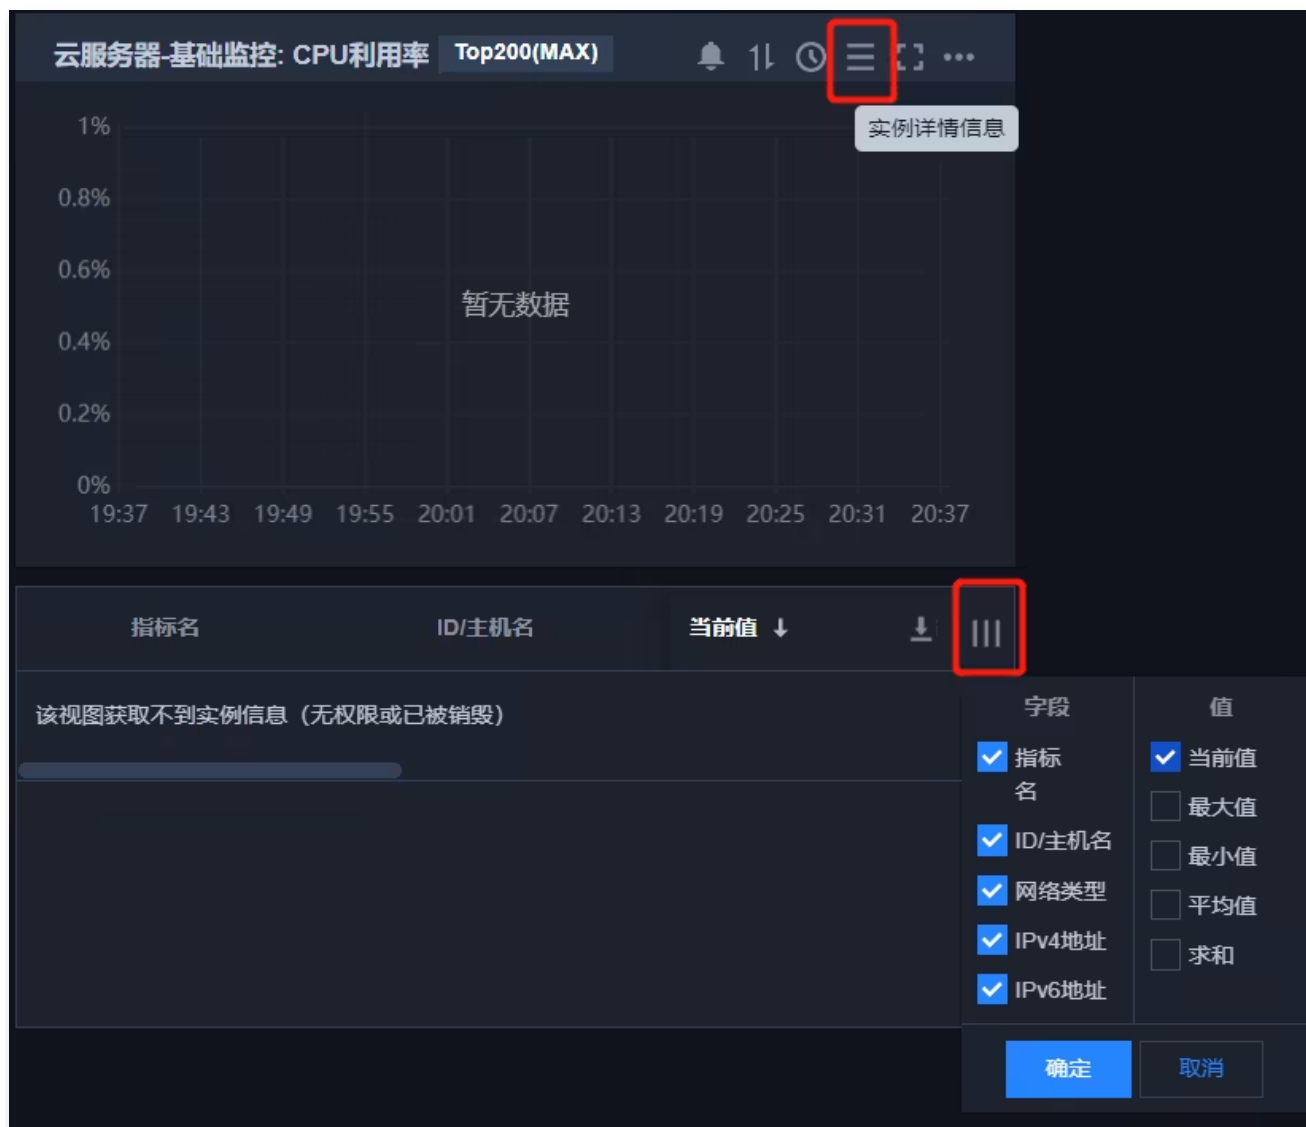 云服务器-基础监控: CPU利用率 Top200(MAX)
实例详情信息
1%
0.8%
0.6%
暂无数据
0.4%
0.2%
0%
19:37 19:43 19:49 19:55 20:01 20:07 20:13 20:19 20:25 20:31 20:37
指标名 ID/主机名 当前值
该视图获取不到实例信息（无权限或已被销毁）
字段 值
指标 当前值
名
最大值
ID/主机名
最小值
网络类型
平均值
IPv4地址
求和
IPv6地址
确定 取消